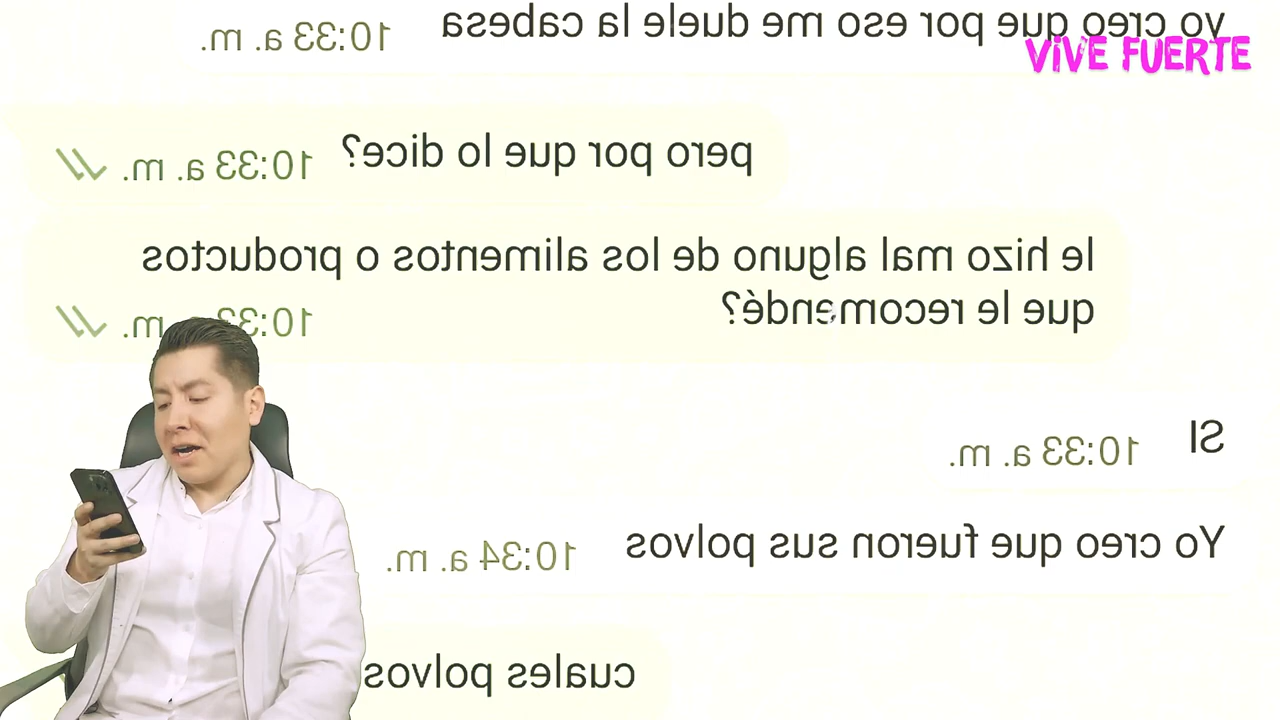 yo creo que por eso me duele la cabesa 10:33 a. m.
VIVE FUERTE
pero por que lo dice? 10:33 a. m.
le hizo mal alguno de los alimentos o productos
que le recomendé? 10:33 a. m.
SI 10:33 a. m.
Yo creo que fueron sus polvos 10:34 a. m.
cuales polvos